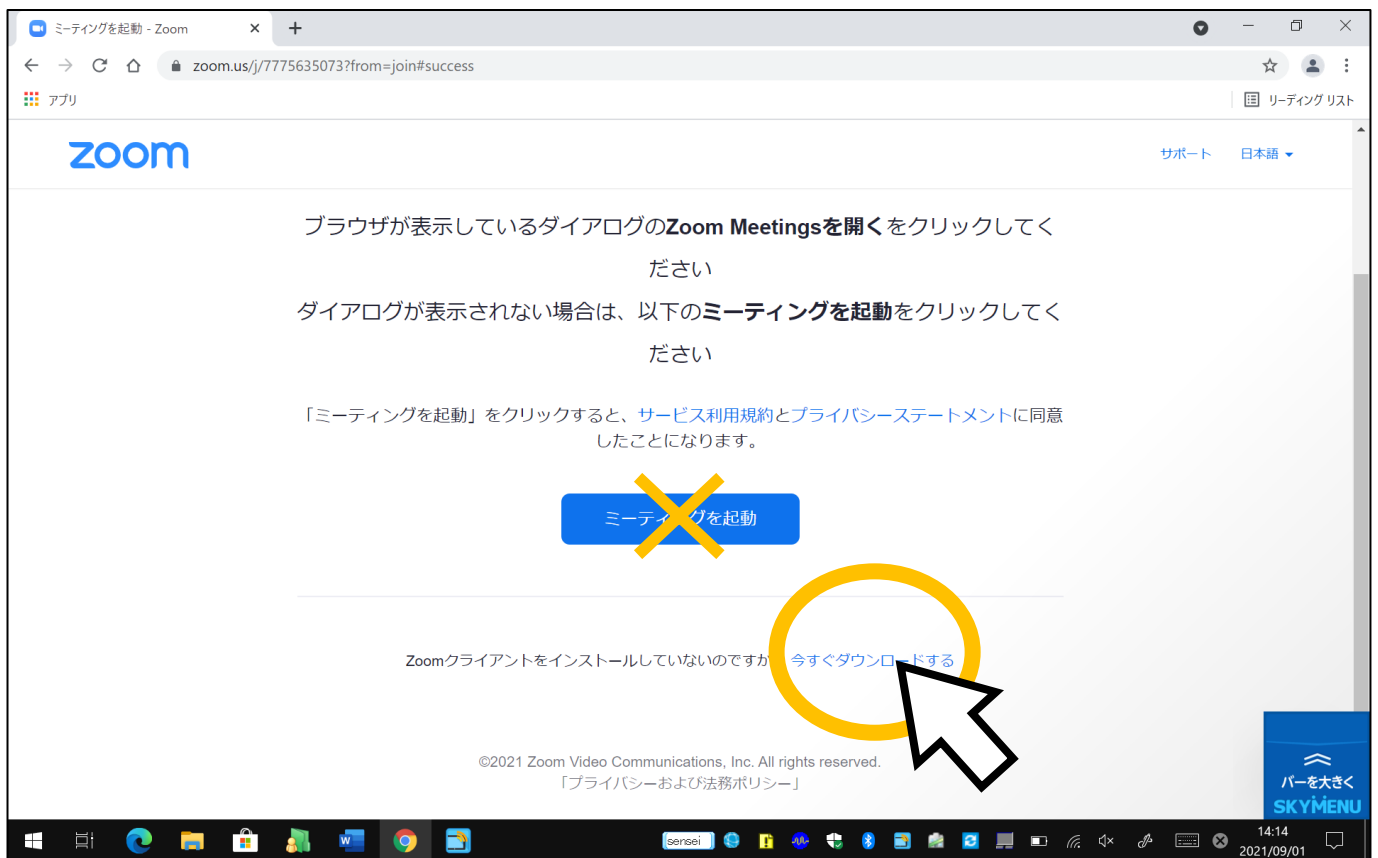 ミーティングを起動 - Zoom
zoom.us/j/7775635073?from=join#success
アプリ
リーディング リスト
zoom
サポート 日本語
ブラウザが表示しているダイアログのZoom Meetingsを開くをクリックしてく
ださい
ダイアログが表示されない場合は、以下のミーティングを起動をクリックしてく
ださい
「ミーティングを起動」をクリックすると、サービス利用規約とプライバシーステートメントに同意
したことになります。
ミーティングを起動
Zoomクライアントをインストールしていないのですか 今すぐダウンロードする
©2021 Zoom Video Communications, Inc. All rights reserved.
「プライバシーおよび法務ポリシー」
バーを大きく
SKYMENU
sensei
14:14
2021/09/01